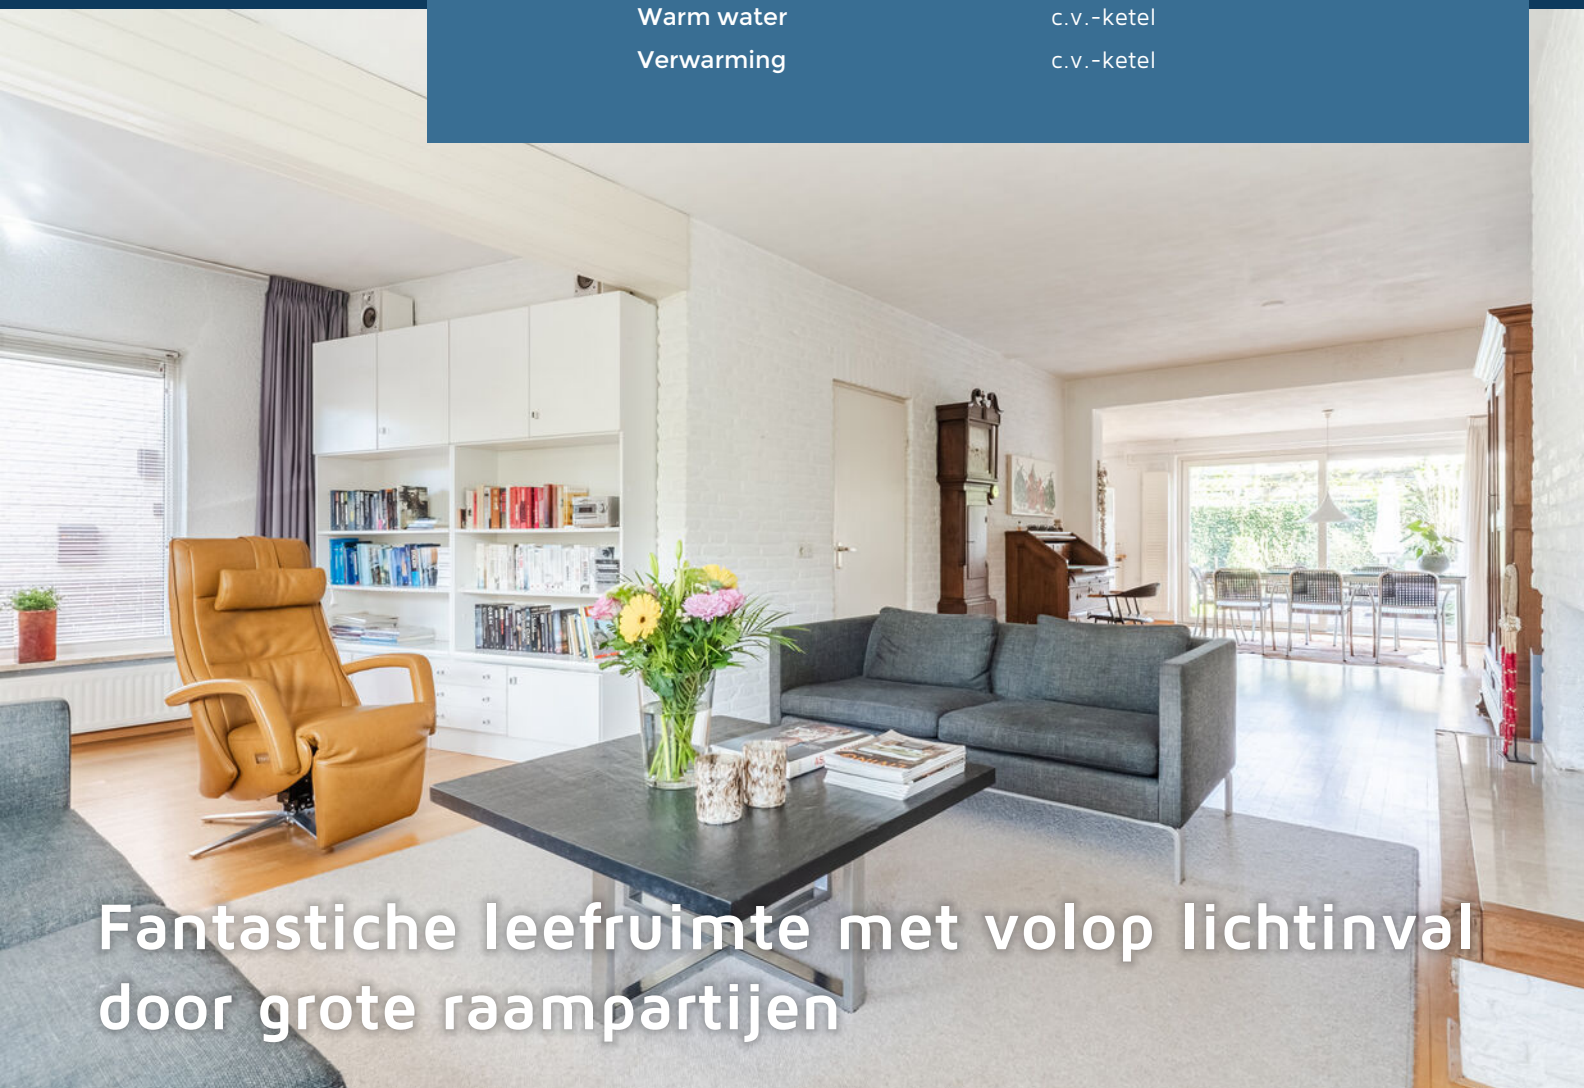 Warm water c.v.-ketel
Verwarming c.v.-ketel
Fantastiche leefruimte met volop lichtinval
door grote raampartijen